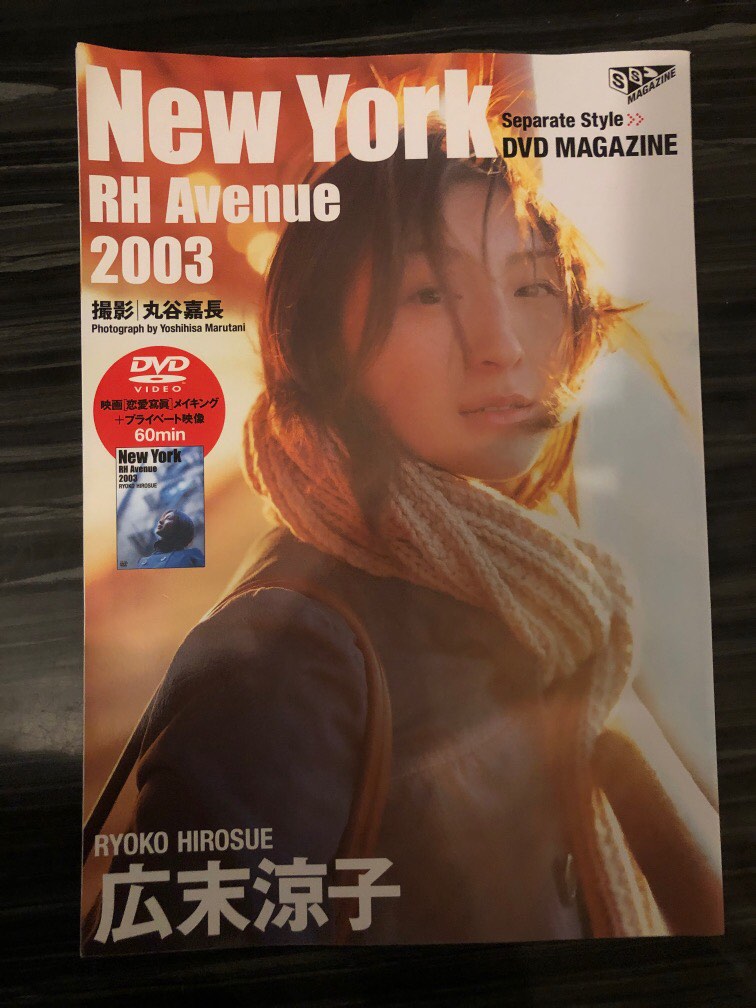 New York
RH Avenue
2003
SS
MAGAZINE
Separate Style >>
DVD MAGAZINE
撮影|丸谷嘉長
Photograph by Yoshihisa Marutani
DVD
VIDEO
映画[恋愛寫眞]メイキング
+プライベート映像
60min
New York
RH Avenue
2003
RYOKO HIROSUE
RYOKO HIROSUE
広末涼子